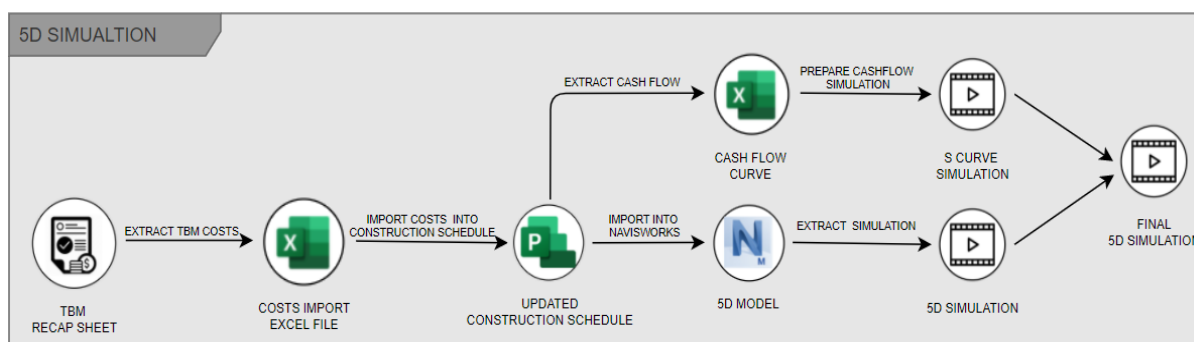 5D SIMUALTION
EXTRACT CASH FLOW
PREPARE CASHFLOW
SIMULATION
CASH FLOW
CURVE
S CURVE
SIMULATION
FINAL
5D SIMULATION
EXTRACT TBM COSTS
IMPORT COSTS INTO
CONSTRUCTION SCHEDULE
IMPORT INTO
NAVISWORKS
EXTRACT SIMULATION
X
X
P
N
M
TBM
RECAP SHEET
COSTS IMPORT
EXCEL FILE
UPDATED
CONSTRUCTION SCHEDULE
5D MODEL
5D SIMULATION